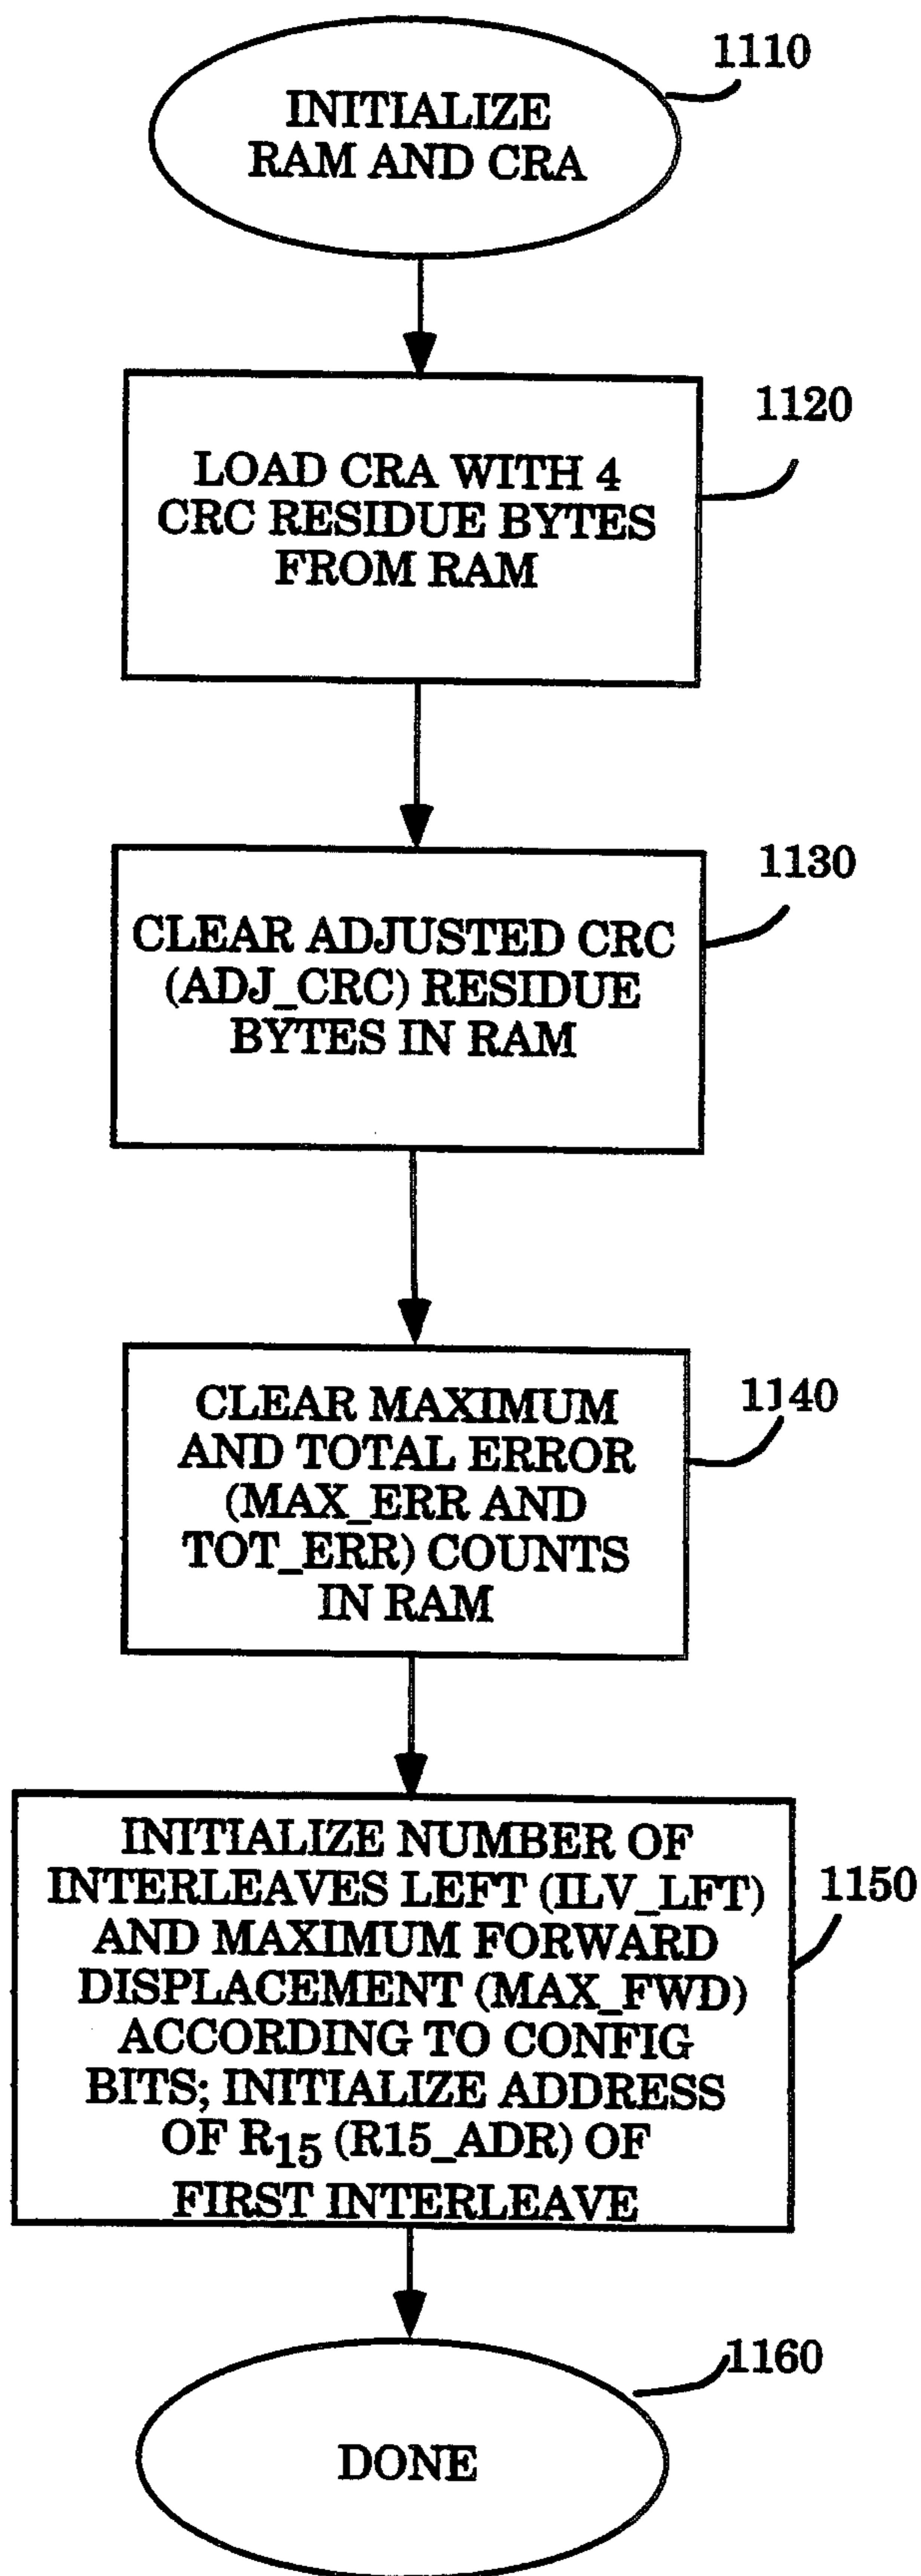 1110
INITIALIZE
RAM AND CRA
1120
LOAD CRA WITH 4
CRC RESIDUE BYTES
FROM RAM
1130
CLEAR ADJUSTED CRC
(ADJ_CRC) RESIDUE
BYTES IN RAM
1140
CLEAR MAXIMUM
AND TOTAL ERROR
(MAX_ERR AND
TOT_ERR) COUNTS
IN RAM
1150
INITIALIZE NUMBER OF
INTERLEAVES LEFT (ILV_LFT)
AND MAXIMUM FORWARD
DISPLACEMENT (MAX_FWD)
ACCORDING TO CONFIG
BITS; INITIALIZE ADDRESS
OF R15 (R15_ADR) OF
FIRST INTERLEAVE
1160
DONE